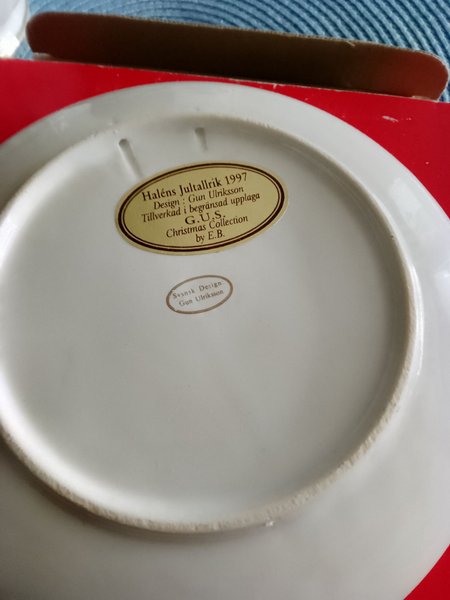 Haléns Jultallrik 1997
Design : Gun Ulriksson
Tillverkad i begränsad upplaga
G.U.S.
Christmas Collection
by E.B.
Svensk Design
Gun Ulriksson